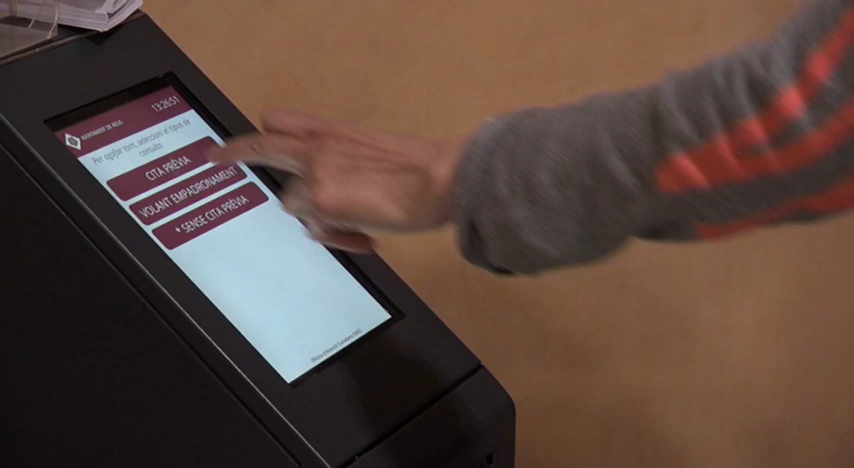 13:26:51
AJUNTAMENT DE REUS
Per agafar torn, seleccioni el tipus de
consulta
CITA PRÈVIA
VOLANT EMPADRONAMENT
* SENSE CITA PRÈVIA